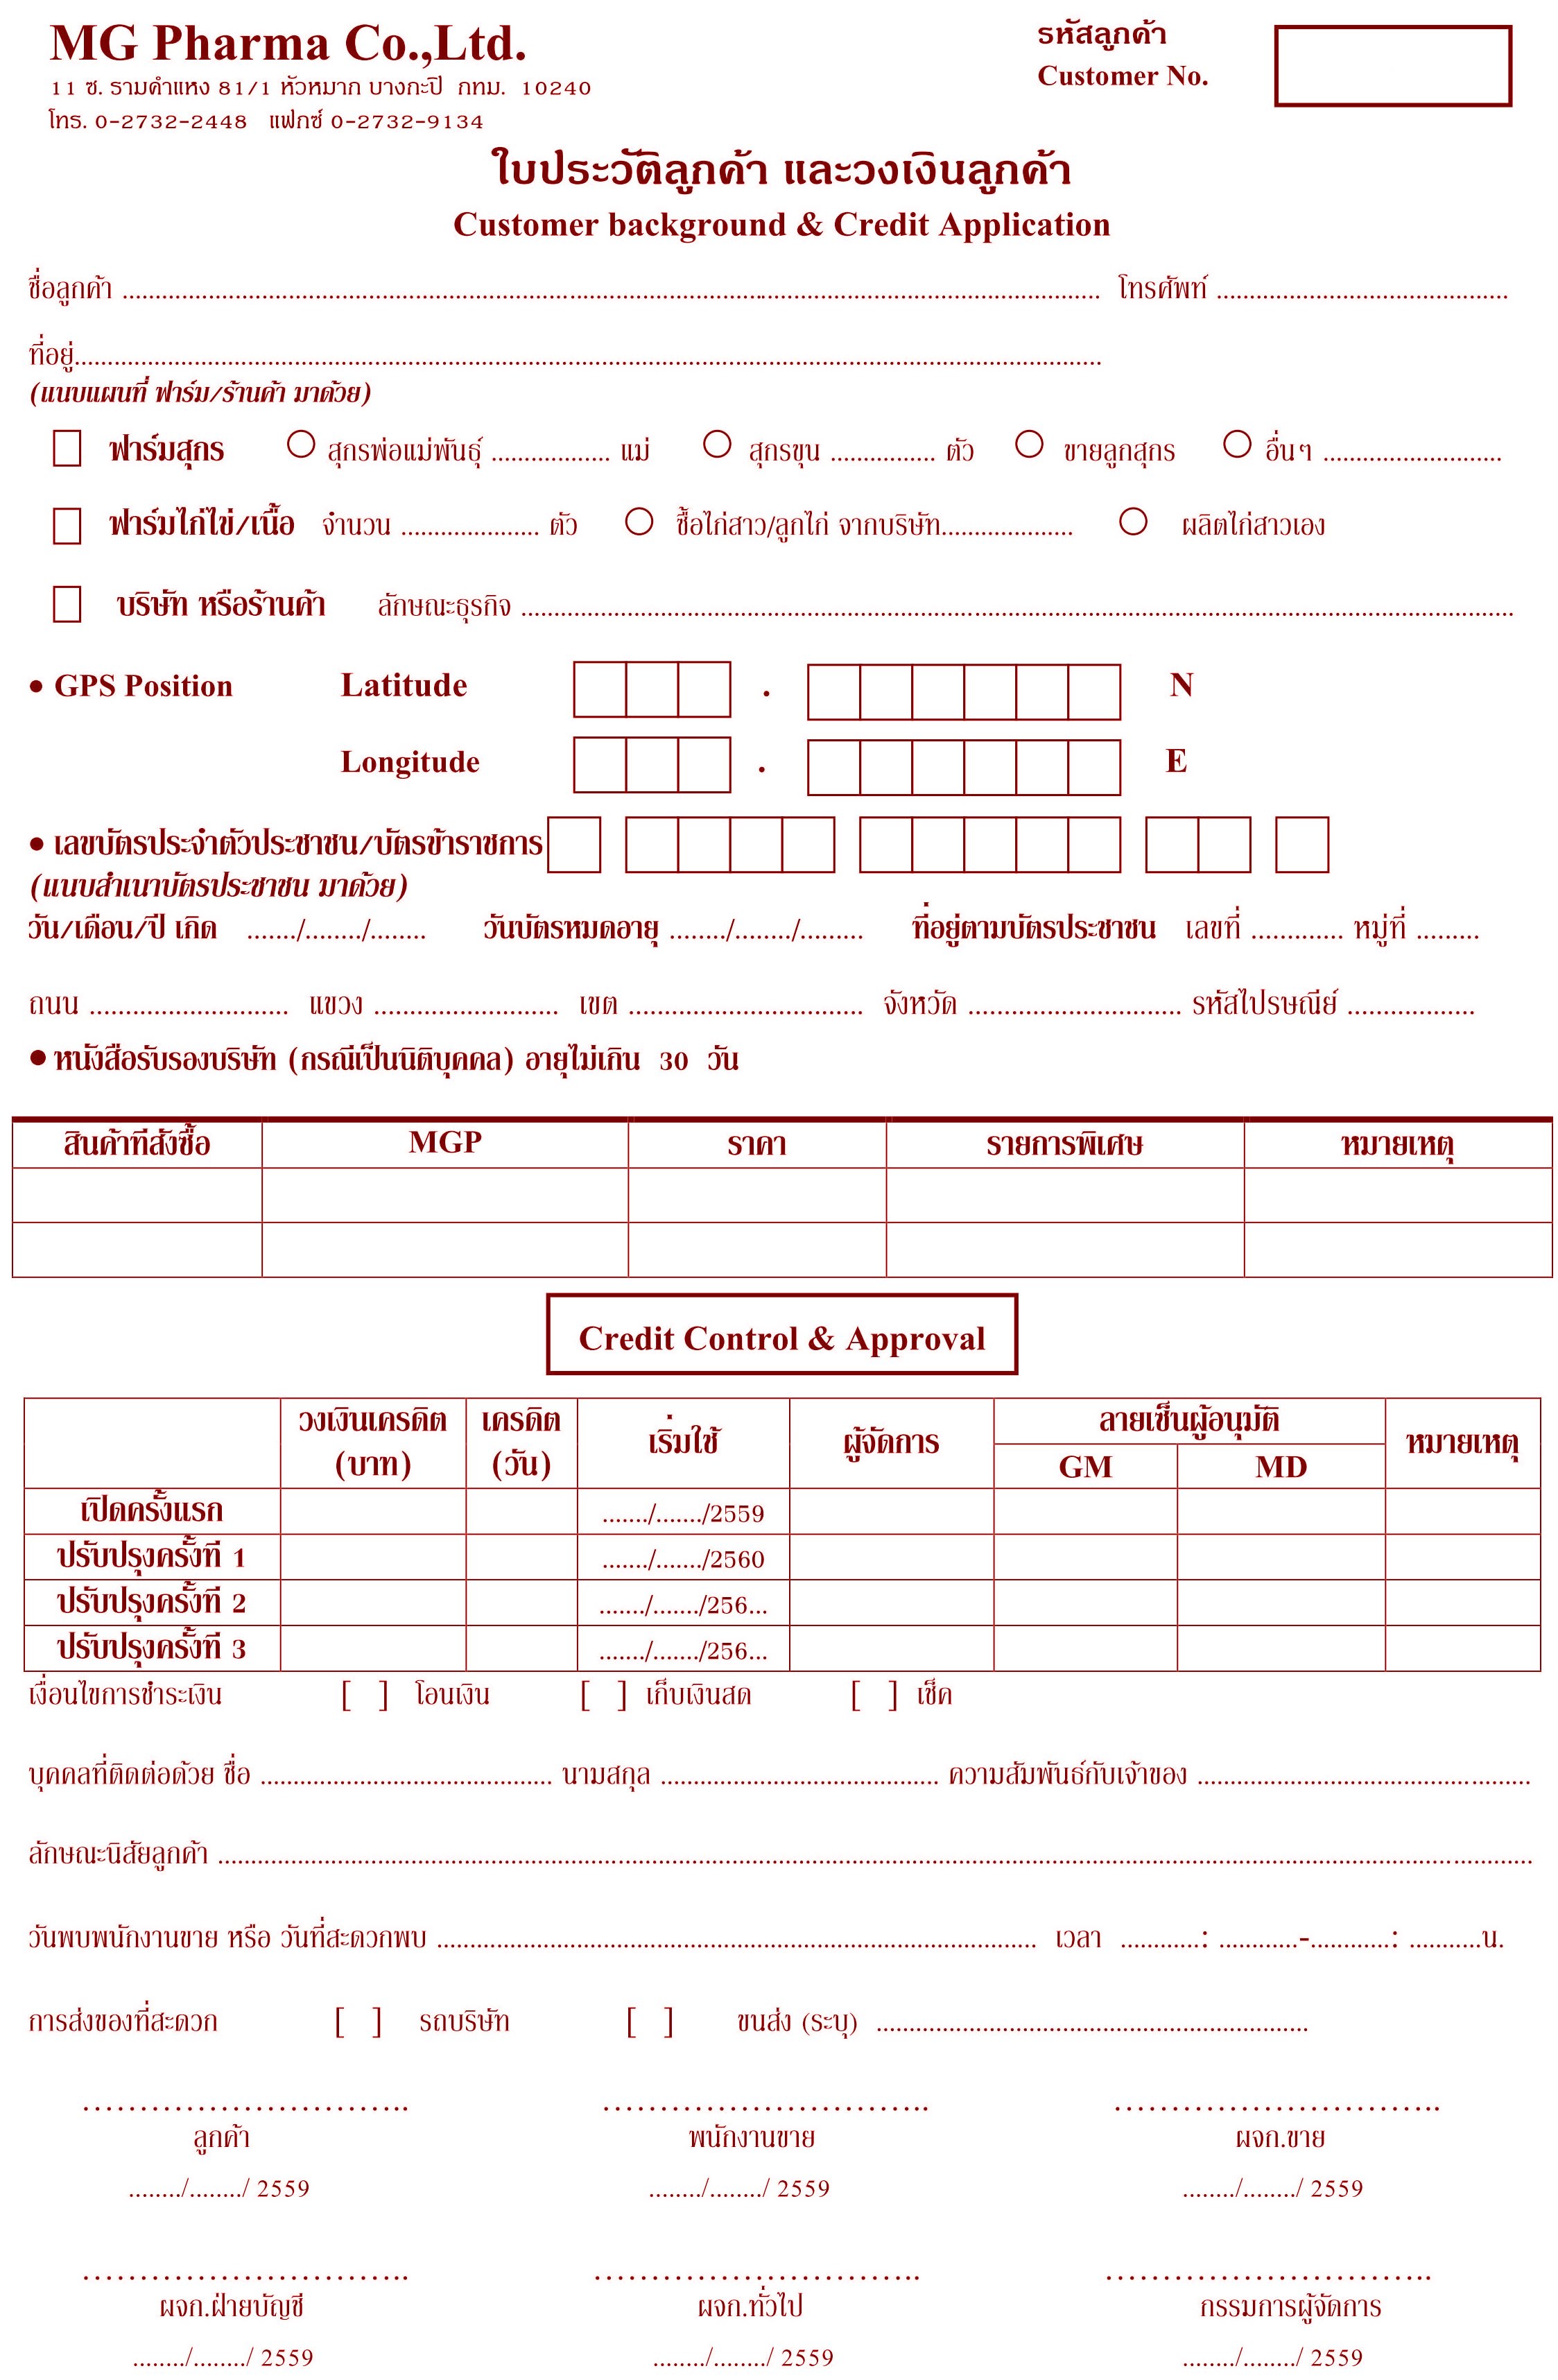 MG Pharma Co.,Ltd.
11 ซ. รามคำแหง 81/1 หัวหมาก บางกะปิ กทม. 10240
โทร. 0-2732-2448 แฟกซ์ 0-2732-9134
รหัสลูกค้า
Customer No.
ใบประวัติลูกค้า และวงเงินลูกค้า
Customer background & Credit Application
ชื่อลูกค้า .......................................... โทรศัพท์ ....................
ที่อยู่..........................................
(แนบแผนที่ ฟาร์ม/ร้านค้า มาด้วย)
ฟาร์มสุกร ○ สุกรพ่อแม่พันธุ์ .................. แม่ ○ สุกรขุน ................ ตัว ○ ขายลูกสุกร ○ อื่นๆ ...........................
ฟาร์มไก่ไข่/เนื้อ จำนวน ..................... ตัว ○ ซื้อไก่สาว/ลูกไก่ จากบริษัท.................... ○ ผลิตไก่สาวเอง
บริษัท หรือร้านค้า ลักษณะธุรกิจ ..........................................
• GPS Position Latitude . N
Longitude . E
• เลขบัตรประจำตัวประชาชน/บัตรข้าราชการ
(แนบสำเนาบัตรประชาชน มาด้วย)
วัน/เดือน/ปี เกิด ......./......../........ วันบัตรหมดอายุ ......../......../......... ที่อยู่ตามบัตรประชาชน เลขที่ ............. หมู่ที่ .........
ถนน ............................ แขวง .......................... เขต ................................. จังหวัด .............................. รหัสไปรษณีย์ ..................
• หนังสือรับรองบริษัท (กรณีเป็นนิติบุคคล) อายุไม่เกิน 30 วัน
สินค้าที่สั่งซื้อ MGP ราคา รายการพิเศษ หมายเหตุ
Credit Control & Approval
วงเงินเครดิต (บาท) เครดิต (วัน) เริ่มใช้ ผู้จัดการ ลายเซ็นผู้อนุมัติ หมายเหตุ
GM MD
เปิดครั้งแรก ......./......./2559
ปรับปรุงครั้งที่ 1 ......./......./2560
ปรับปรุงครั้งที่ 2 ......./......./256...
ปรับปรุงครั้งที่ 3 ......./......./256...
เงื่อนไขการชำระเงิน [ ] โอนเงิน [ ] เก็บเงินสด [ ] เช็ค
บุคคลที่ติดต่อด้วย ชื่อ .................... นามสกุล .................... ความสัมพันธ์กับเจ้าของ ....................
ลักษณะนิสัยลูกค้า ..........................................
วันพบพนักงานขาย หรือ วันที่สะดวกพบ .......................................... เวลา ............: ............-............: ...........น.
การส่งของที่สะดวก [ ] รถบริษัท [ ] ขนส่ง (ระบุ) ..........................................
............................. ............................. .............................
ลูกค้า พนักงานขาย ผจก.ขาย
......../......../ 2559 ......../......../ 2559 ......../......../ 2559
............................. ............................. .............................
ผจก.ฝ่ายบัญชี ผจก.ทั่วไป กรรมการผู้จัดการ
......../......../ 2559 ......../......../ 2559 ......../......../ 2559